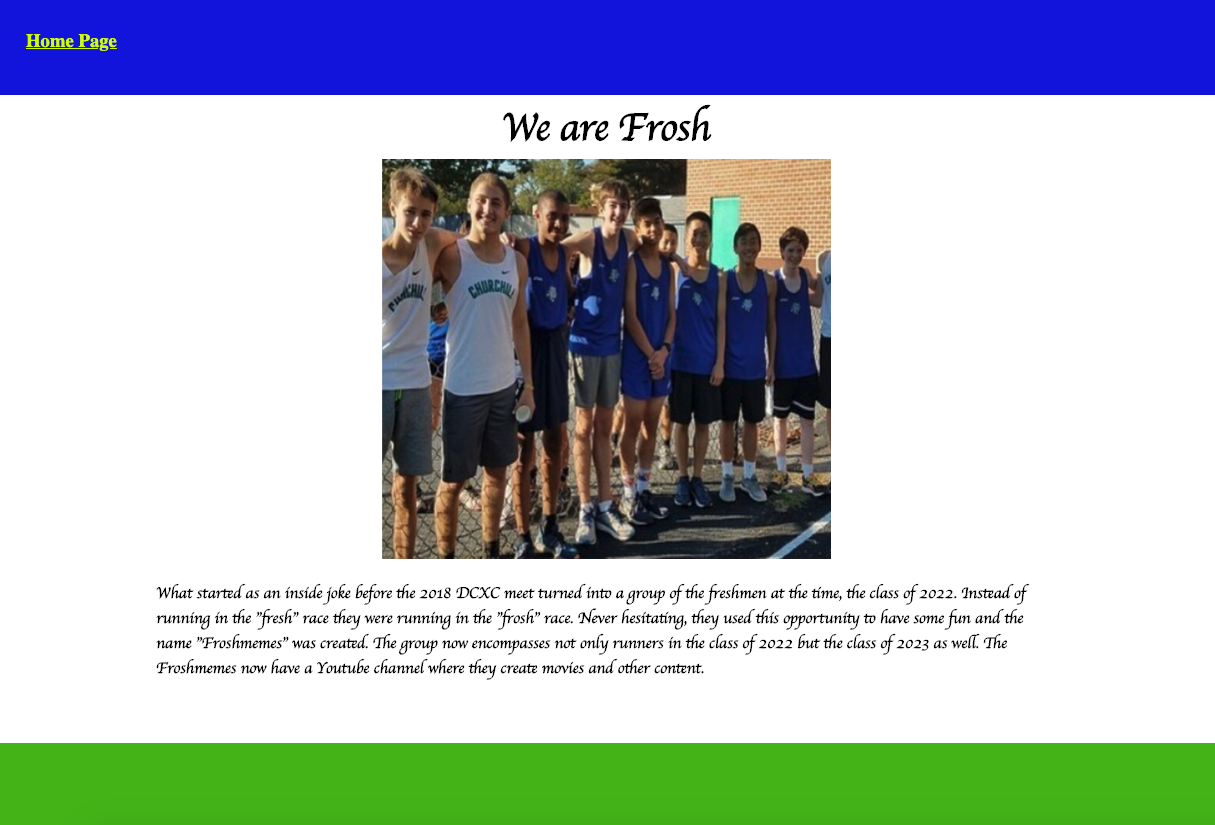 Home Page
We are Frosh
CHURCHILL
What started as an inside joke before the 2018 DCXC meet turned into a group of the freshmen at the time, the class of 2022. Instead of
running in the "fresh" race they were running in the "frosh" race. Never hesitating, they used this opportunity to have some fun and the
name "Froshmemes" was created. The group now encompasses not only runners in the class of 2022 but the class of 2023 as well. The
Froshmemes now have a Youtube channel where they create movies and other content.